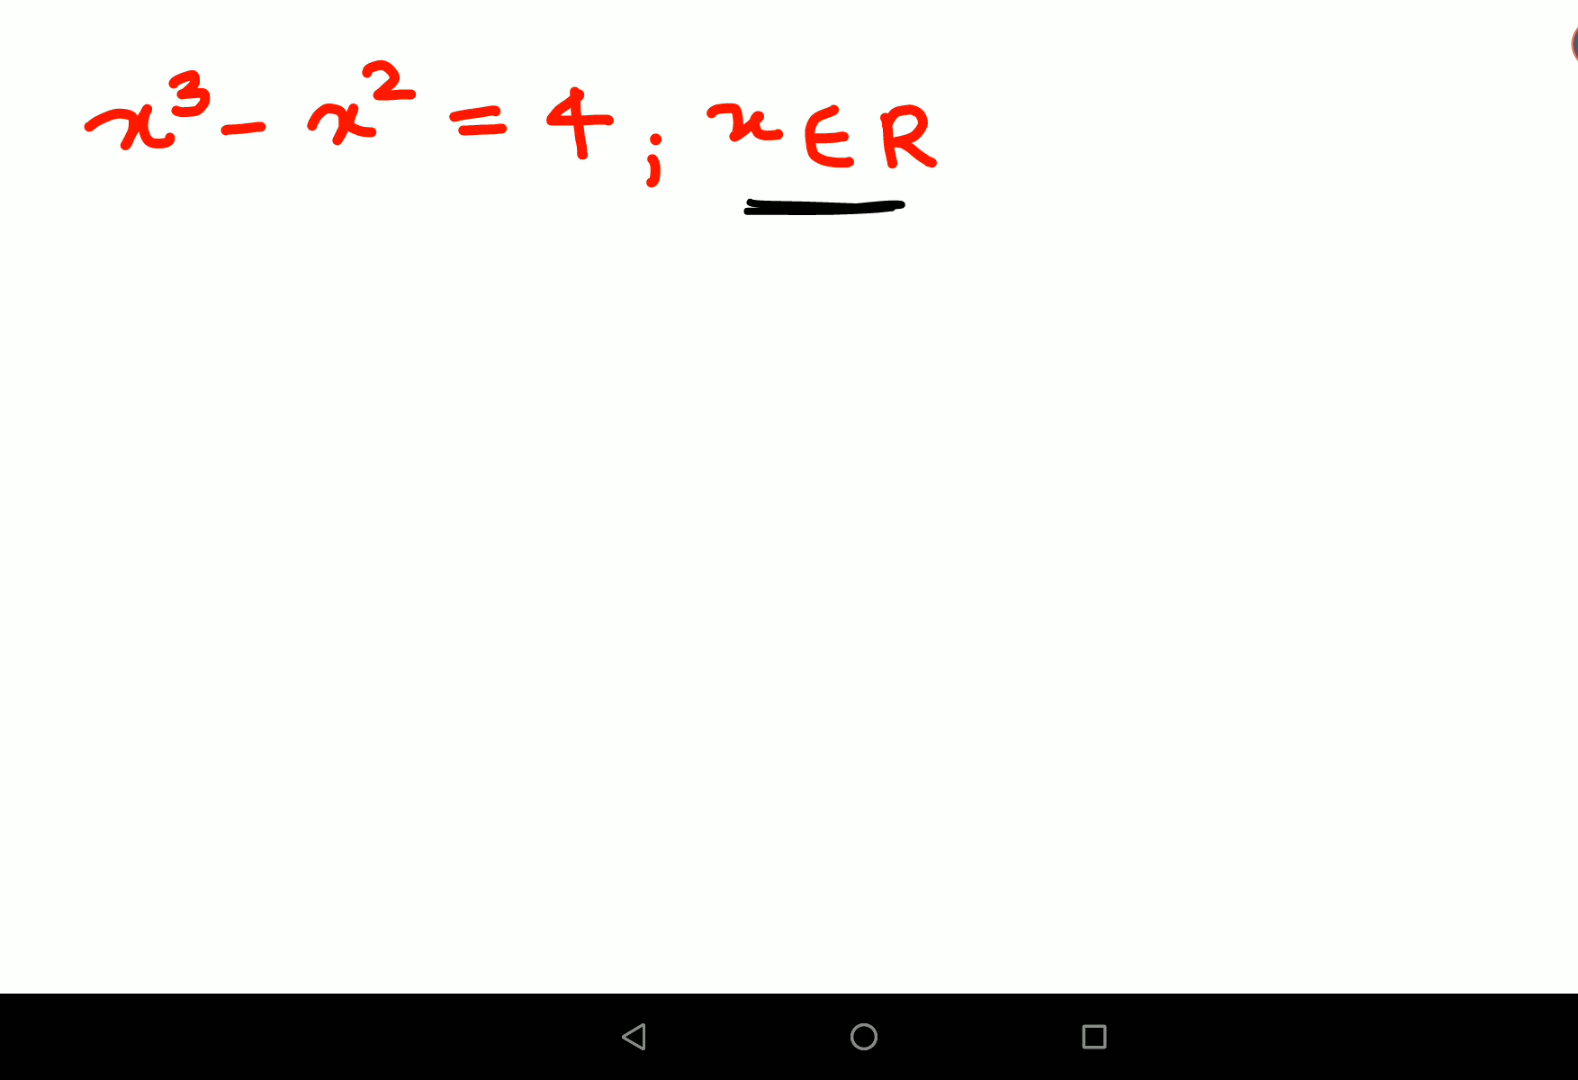 x³ - x² = 4 ; x ∈ R